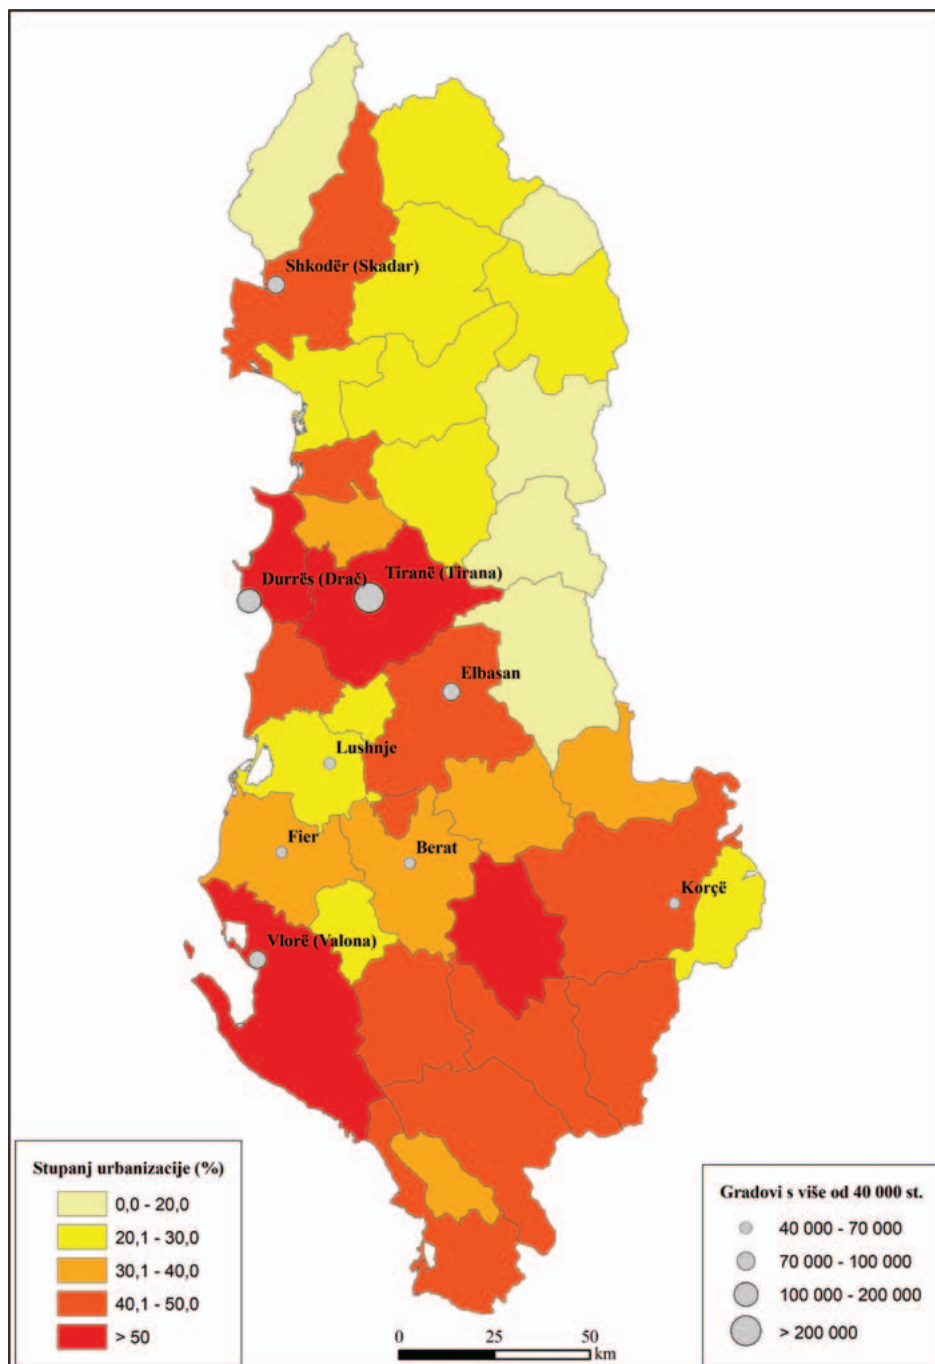 Shkodër (Skadar)
Durrës (Drač)
Tiranë (Tirana)
Elbasan
Lushnje
Fier
Berat
Korçë
Vlorë (Valona)
Stupanj urbanizacije (%)
0,0 - 20,0
20,1 - 30,0
30,1 - 40,0
40,1 - 50,0
> 50
0 25 50
km
Gradovi s više od 40 000 st.
40 000 - 70 000
70 000 - 100 000
100 000 - 200 000
> 200 000